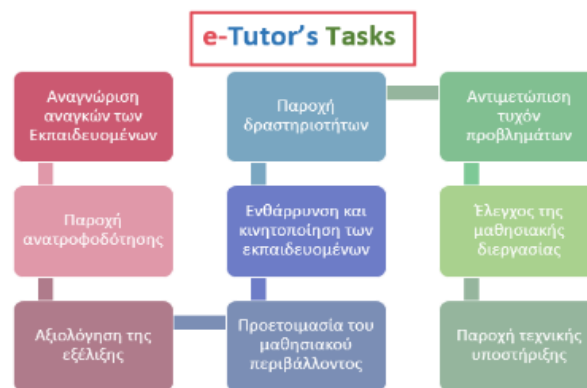 e-Tutor's Tasks
Αναγνώριση
αναγκών των
Εκπαιδευομένων
Παροχή
ανατροφοδότησης
Αξιολόγηση της
εξέλιξης
Προετοιμασία του
μαθησιακού
περιβάλλοντος
Ενθάρρυνση και
κινητοποίηση των
εκπαιδευομένων
Παροχή
δραστηριοτήτων
Αντιμετώπιση
τυχόν
προβλημάτων
Έλεγχος της
μαθησιακής
διεργασίας
Παροχή τεχνικής
υποστήριξης